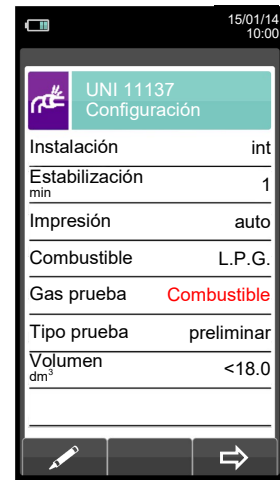 15/01/14
10:00
UNI 11137
Configuración
Instalación int
Estabilización
min 1
Impresión auto
Combustible L.P.G.
Gas prueba Combustible
Tipo prueba preliminar
Volumen
dm³ <18.0